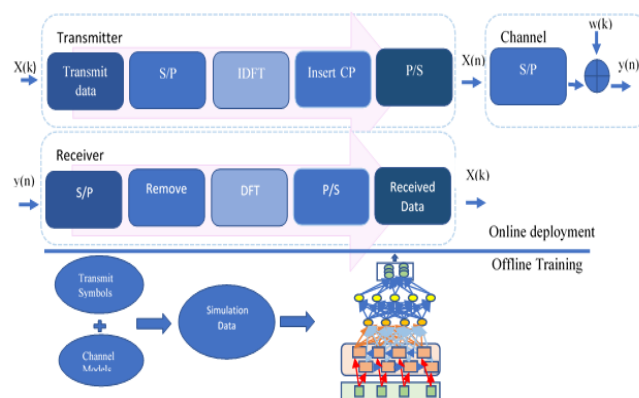 Transmitter
X(k)
Transmit
data
S/P
IDFT
Insert CP
P/S
X(n)
Channel
w(k)
S/P
y(n)
Receiver
y(n)
S/P
Remove
DFT
P/S
Received
Data
X(k)
Online deployment
Offline Training
Transmit
Symbols
+
Channel
Models
Simulation
Data